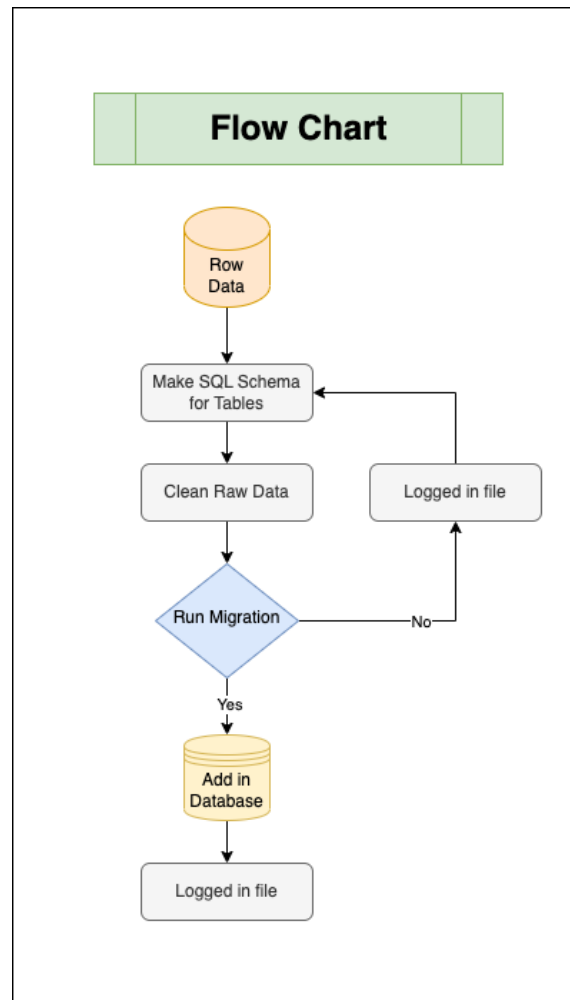 Flow Chart
Row
Data
Make SQL Schema
for Tables
Clean Raw Data
Logged in file
Run Migration
No
Yes
Add in
Database
Logged in file